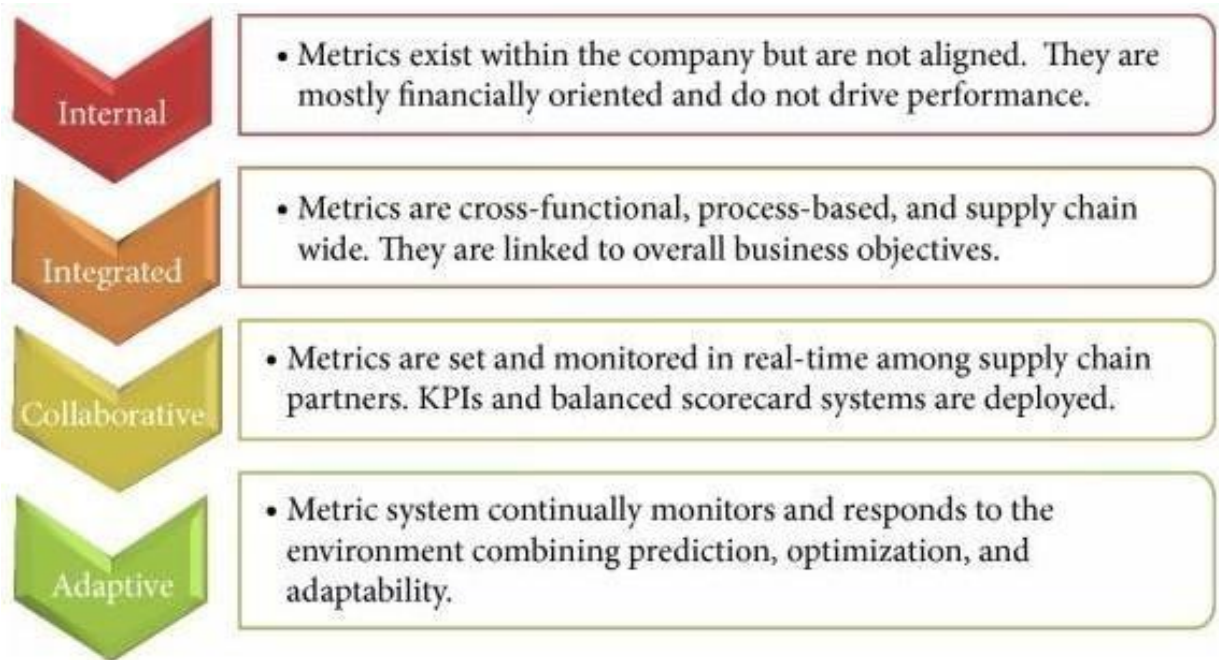 Internal
• Metrics exist within the company but are not aligned. They are
mostly financially oriented and do not drive performance.
Integrated
• Metrics are cross-functional, process-based, and supply chain
wide. They are linked to overall business objectives.
Collaborative
• Metrics are set and monitored in real-time among supply chain
partners. KPIs and balanced scorecard systems are deployed.
Adaptive
• Metric system continually monitors and responds to the
environment combining prediction, optimization, and
adaptability.